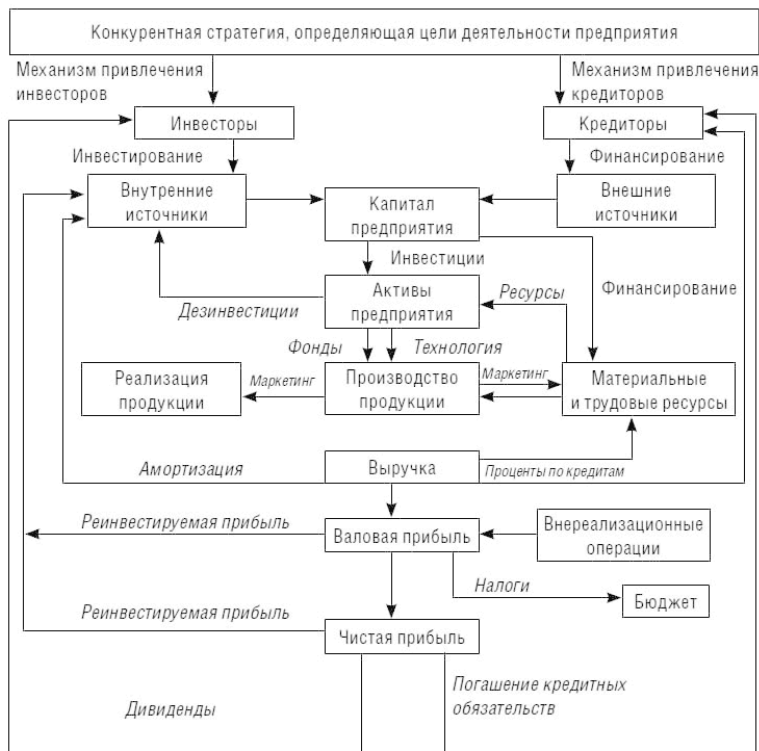 Конкурентная стратегия, определяющая цели деятельности предприятия
Механизм привлечения
инвесторов
Механизм привлечения
кредиторов
Инвесторы
Кредиторы
Инвестирование
Финансирование
Внутренние
источники
Капитал
предприятия
Внешние
источники
Инвестиции
Дезинвестиции
Активы
предприятия
Ресурсы
Финансирование
Фонды
Технология
Реализация
продукции
Маркетинг
Производство
продукции
Маркетинг
Материальные
и трудовые ресурсы
Амортизация
Выручка
Проценты по кредитам
Реинвестируемая прибыль
Валовая прибыль
Внереализационные
операции
Налоги
Бюджет
Реинвестируемая прибыль
Чистая прибыль
Дивиденды
Погашение кредитных
обязательств